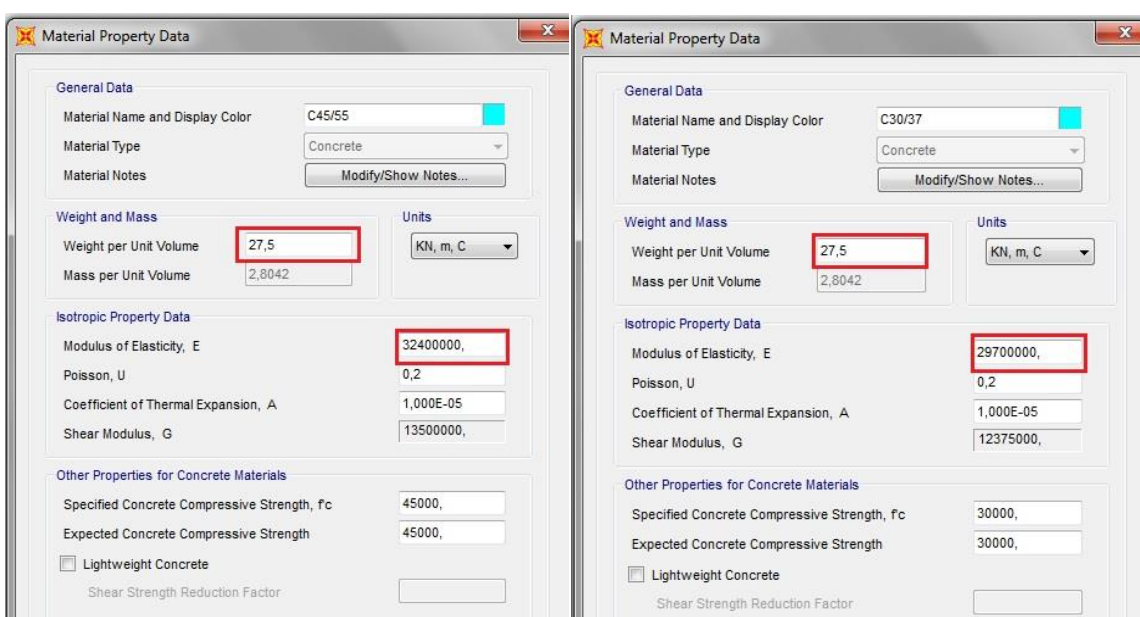 Material Property Data
General Data
Material Name and Display Color C45/55
Material Type Concrete
Material Notes Modify/Show Notes...
Weight and Mass Units
Weight per Unit Volume 27,5 KN, m, C
Mass per Unit Volume 2,8042
Isotropic Property Data
Modulus of Elasticity, E 32400000,
Poisson, U 0,2
Coefficient of Thermal Expansion, A 1,000E-05
Shear Modulus, G 13500000,
Other Properties for Concrete Materials
Specified Concrete Compressive Strength, f'c 45000,
Expected Concrete Compressive Strength 45000,
Lightweight Concrete
Shear Strength Reduction Factor
Material Property Data
General Data
Material Name and Display Color C30/37
Material Type Concrete
Material Notes Modify/Show Notes...
Weight and Mass Units
Weight per Unit Volume 27,5 KN, m, C
Mass per Unit Volume 2,8042
Isotropic Property Data
Modulus of Elasticity, E 29700000,
Poisson, U 0,2
Coefficient of Thermal Expansion, A 1,000E-05
Shear Modulus, G 12375000,
Other Properties for Concrete Materials
Specified Concrete Compressive Strength, f'c 30000,
Expected Concrete Compressive Strength 30000,
Lightweight Concrete
Shear Strength Reduction Factor